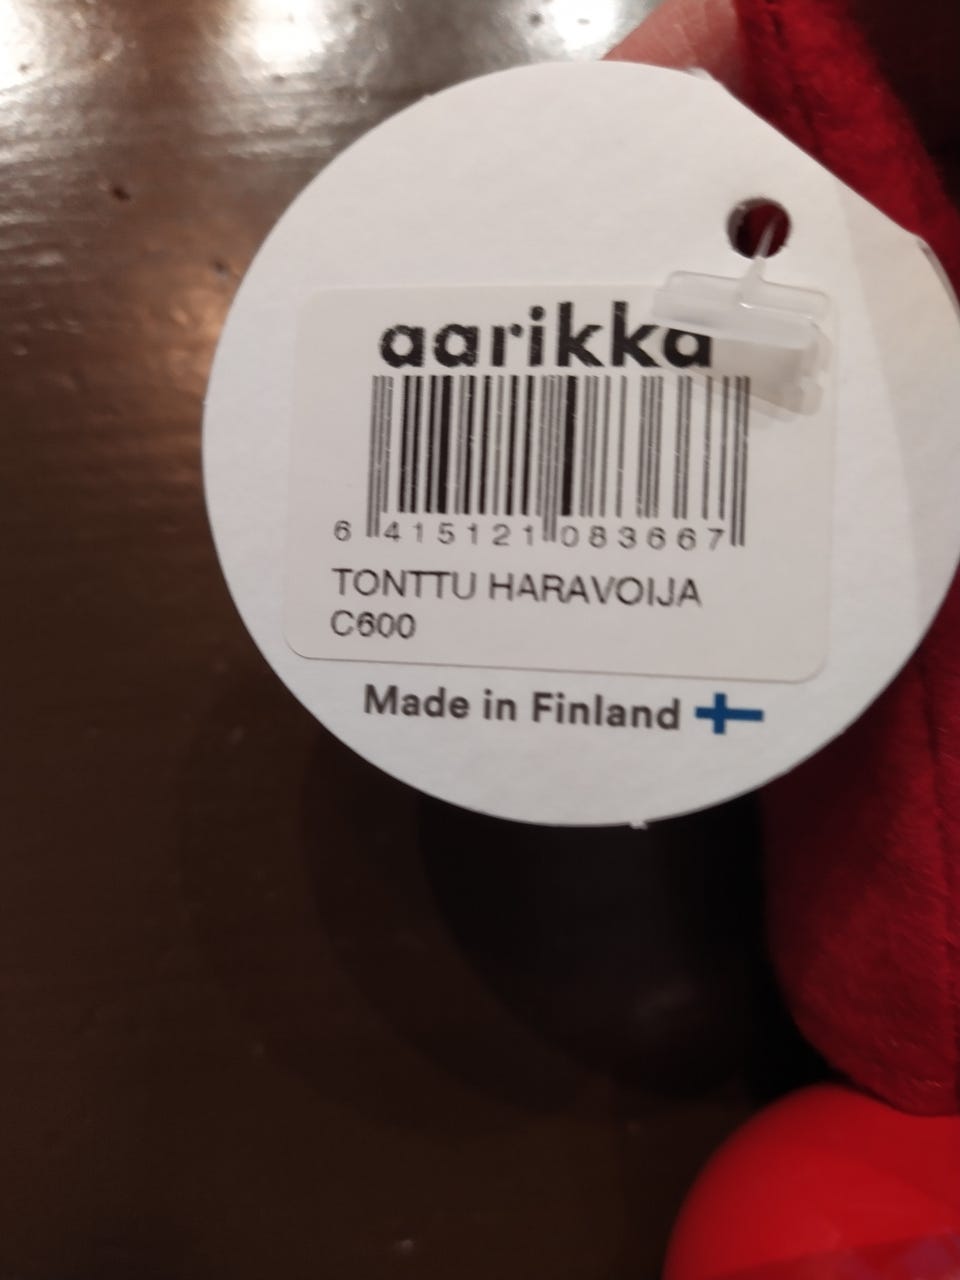 aarikka
6 415121 083667
TONTTU HARAVOIJA
C600
Made in Finland